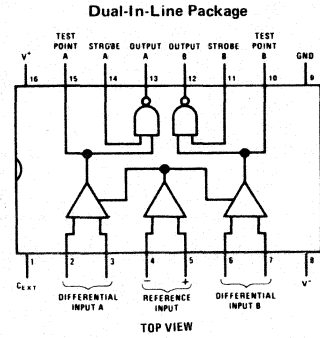 Dual-In-Line Package
V+ TEST POINT A STROBE A OUTPUT A OUTPUT B STROBE B TEST POINT B GND
16 15 14 13 12 11 10 9
1 2 3 4 5 6 7 8
CEXT DIFFERENTIAL INPUT A − REFERENCE INPUT + DIFFERENTIAL INPUT B V−
TOP VIEW